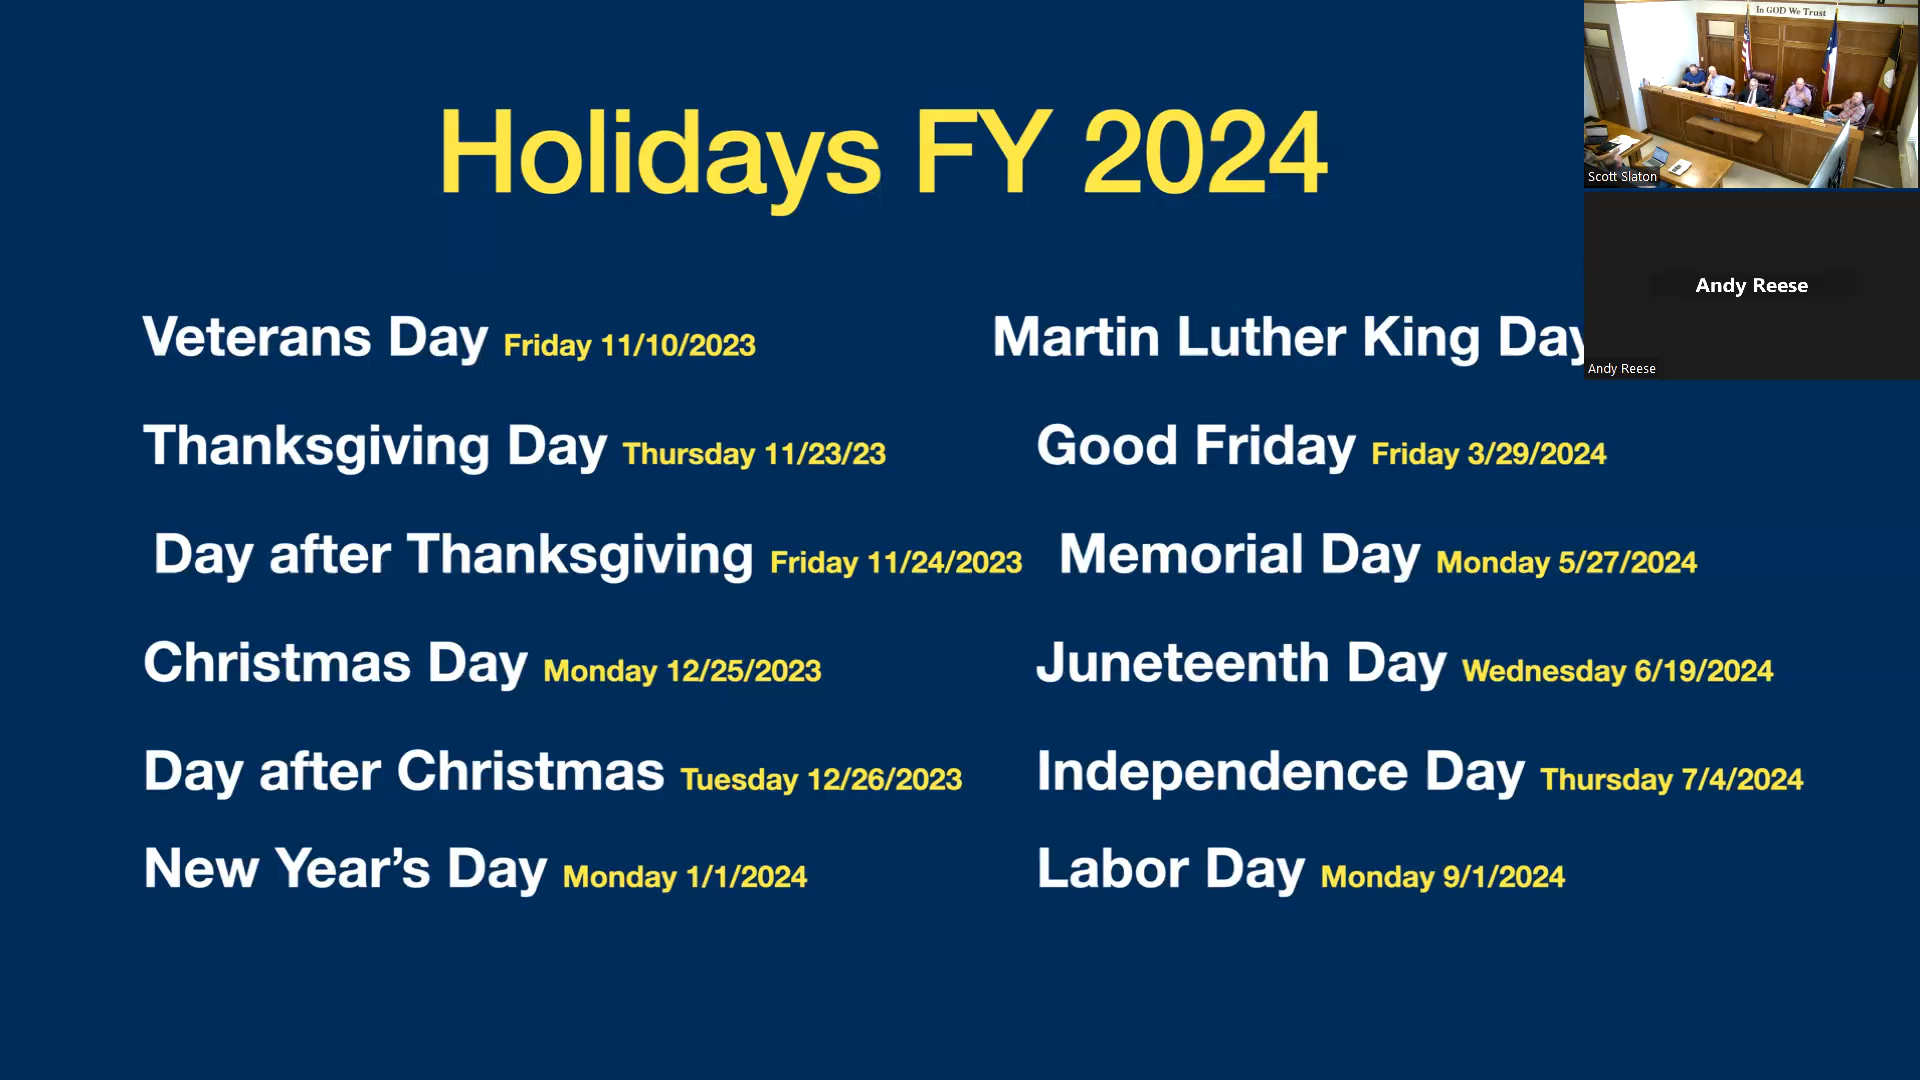 Holidays FY 2024
Veterans Day Friday 11/10/2023
Thanksgiving Day Thursday 11/23/23
Day after Thanksgiving Friday 11/24/2023
Christmas Day Monday 12/25/2023
Day after Christmas Tuesday 12/26/2023
New Year’s Day Monday 1/1/2024
Martin Luther King Day
Good Friday Friday 3/29/2024
Memorial Day Monday 5/27/2024
Juneteenth Day Wednesday 6/19/2024
Independence Day Thursday 7/4/2024
Labor Day Monday 9/1/2024
In GOD We Trust
Scott Slaton
Andy Reese
Andy Reese